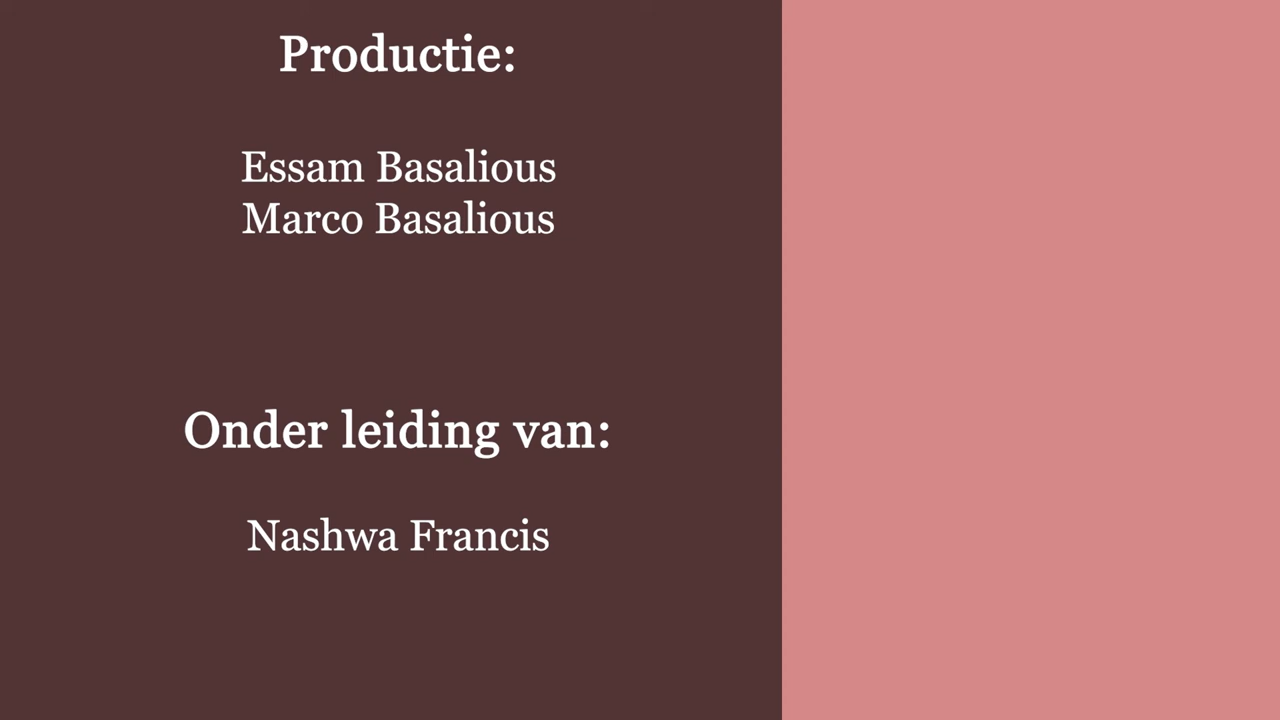 Productie:
Essam Basalious
Marco Basalious
Onder leiding van:
Nashwa Francis